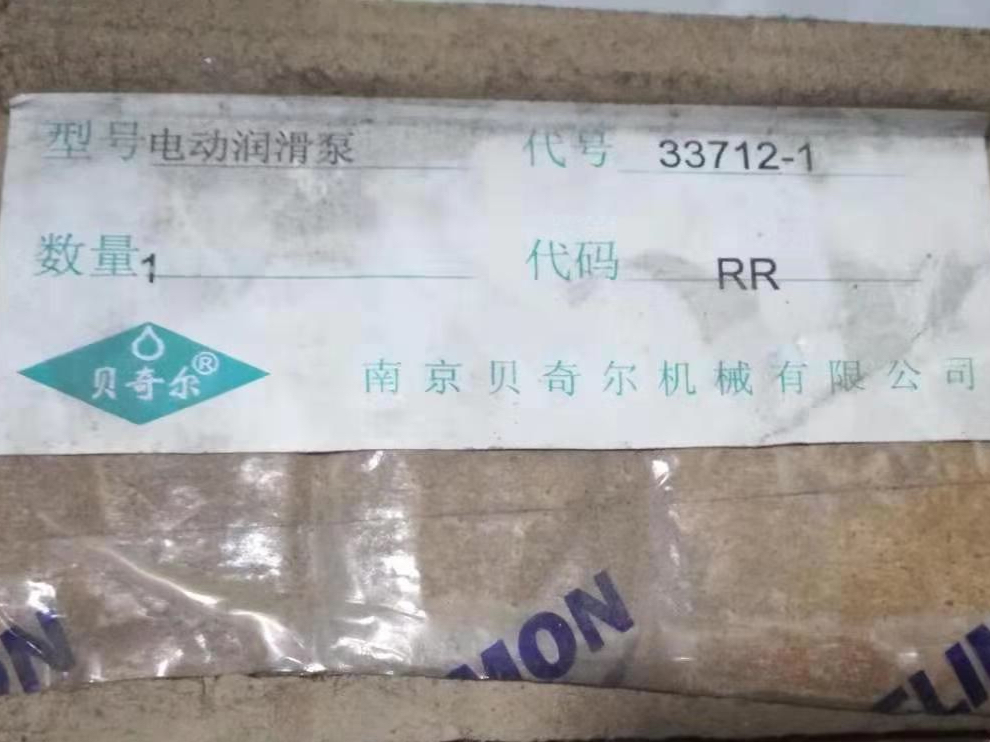 型号 电动润滑泵 代号 33712-1
数量 1 代码 RR
贝奇尔® 南京贝奇尔机械有限公司
MON